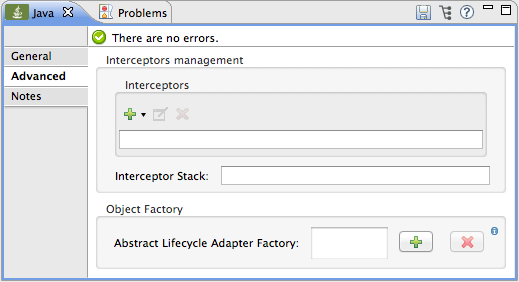 Java Problems
There are no errors.
General
Advanced
Notes
Interceptors management
Interceptors
Interceptor Stack:
Object Factory
Abstract Lifecycle Adapter Factory: